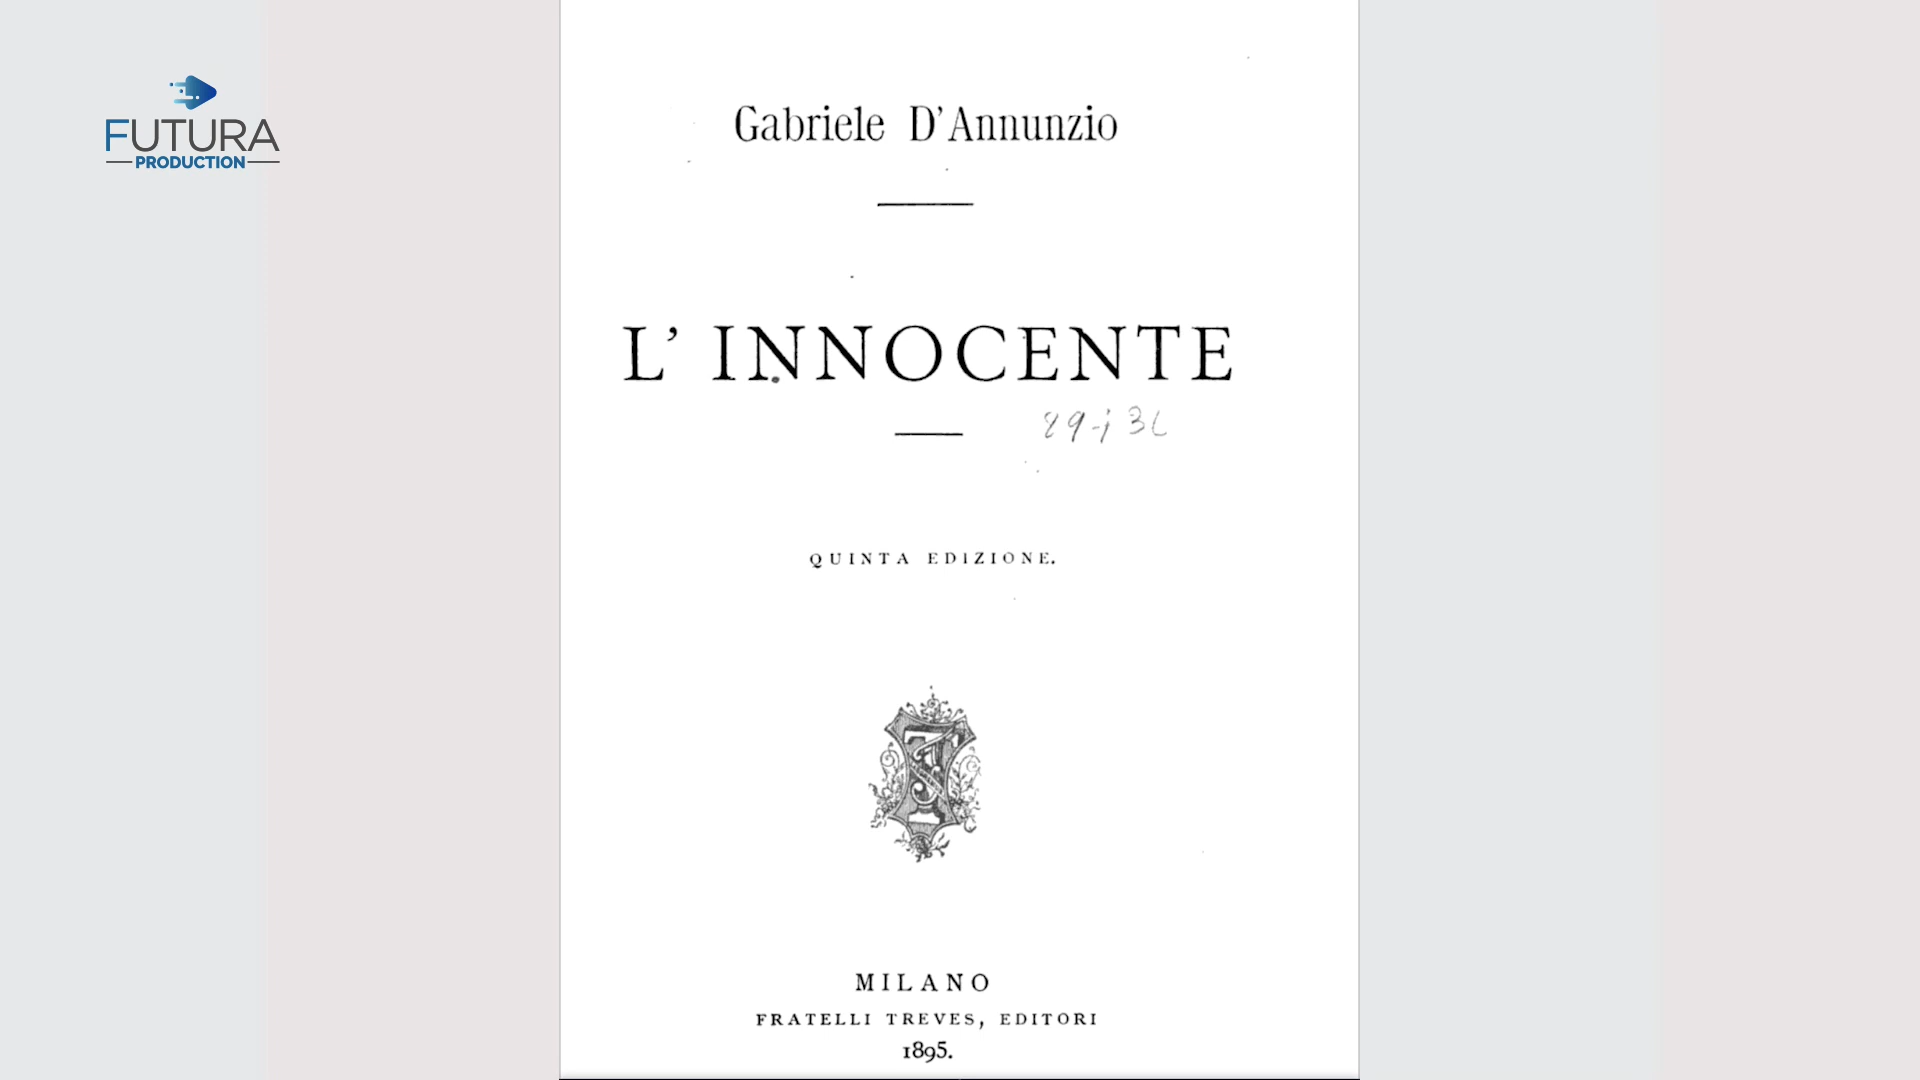 FUTURA
PRODUCTION
Gabriele D'Annunzio
L' INNOCENTE
QUINTA EDIZIONE.
MILANO
FRATELLI TREVES, EDITORI
1895.